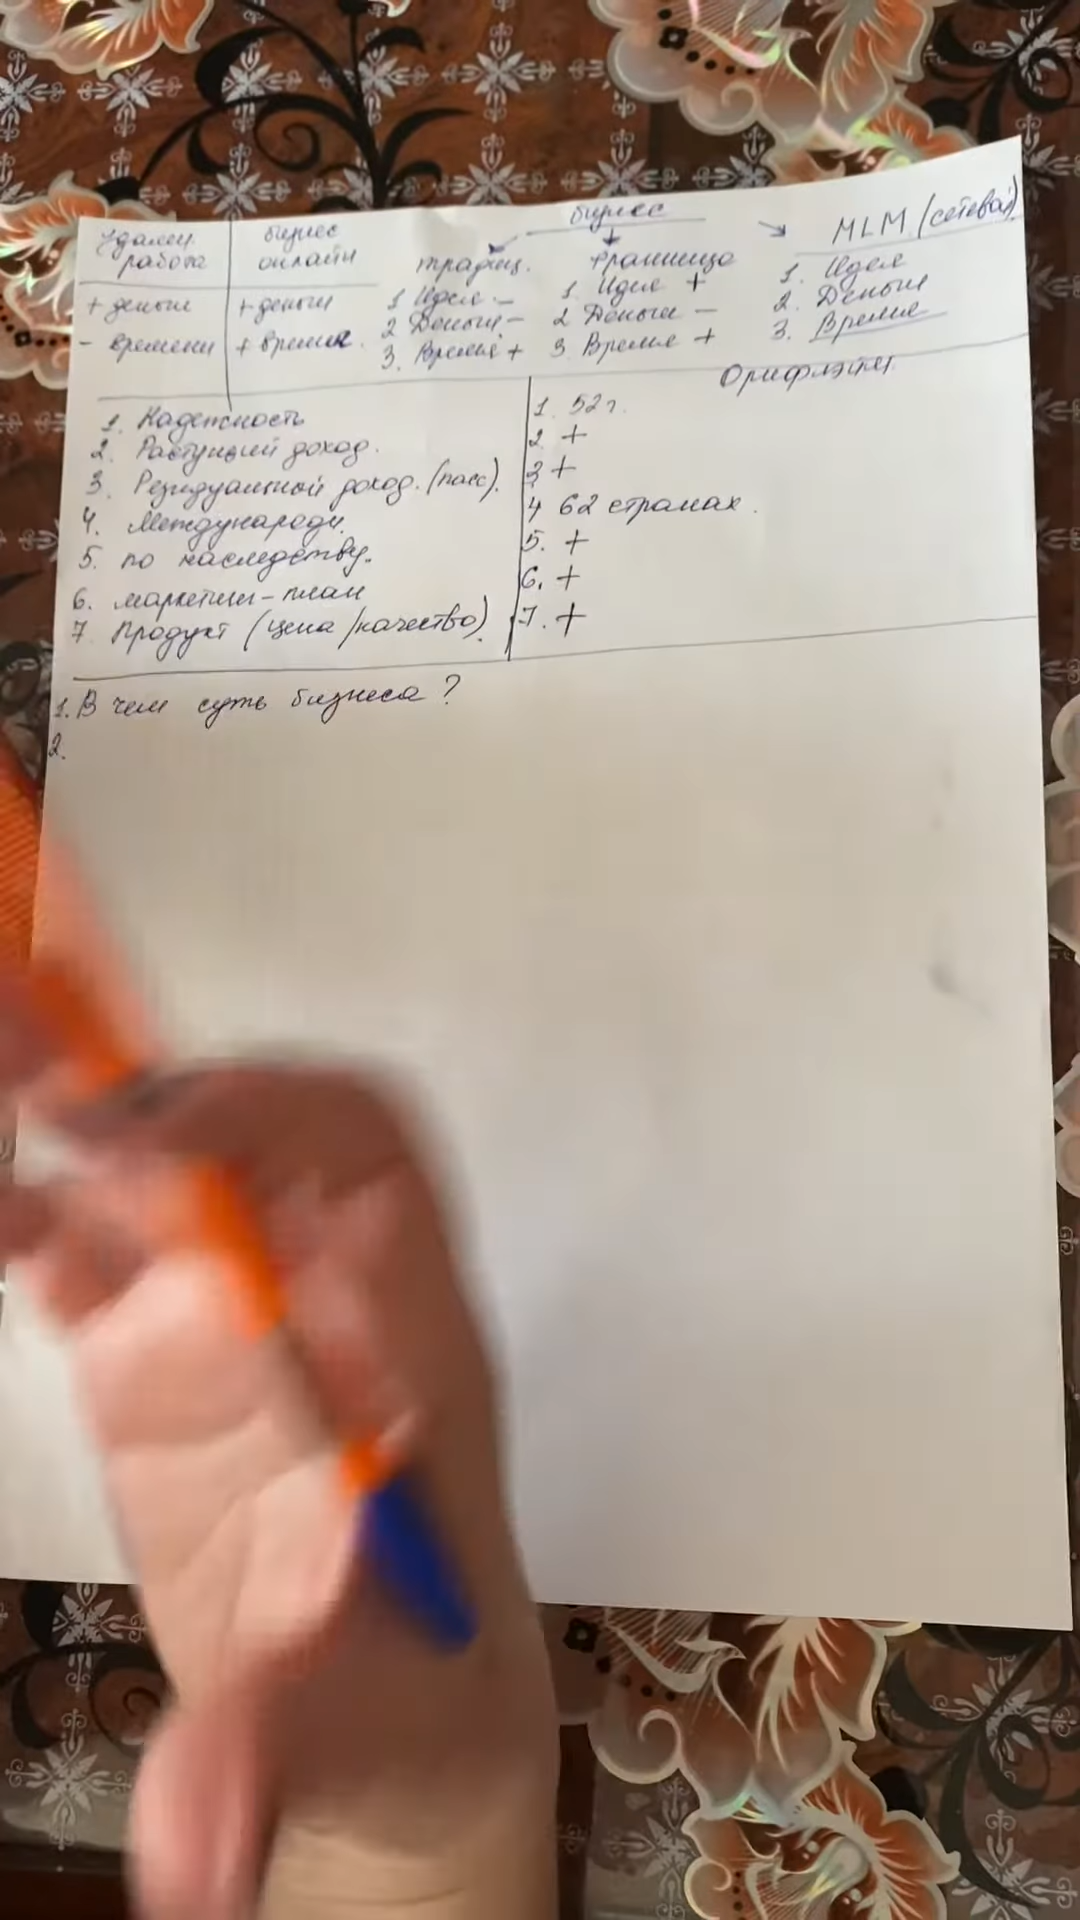 Удален. работа
+ деньги
- времени
бизнес онлайн
+ деньги
+ время.
бизнес
традиц.
1 Идея -
2 Деньги -
3. Время +
франшиза
1. Идея +
2 Деньги -
3 Время +
MLM (сетевой)
1. Идея
2. Деньги
3. Время
Орифлэйм
1. Надежность
2. Растущий доход.
3. Резидуальный доход. (пасс).
4. Международн.
5. по наследству.
6. маркетинг-план
7. Продукт (цена/качество).
1. 52 г.
2. +
3 +
4 62 странах.
5. +
6. +
7. +
1. В чем суть бизнеса?
2.